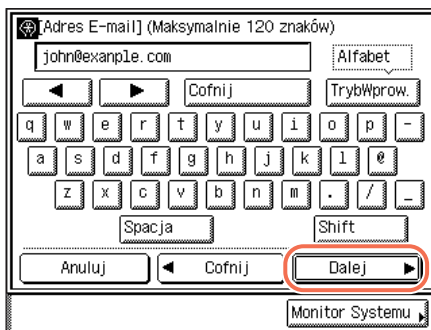 [Adres E-mail] (Maksymalnie 120 znaków)
john@exanple.com
Alfabet
◀ ▶ Cofnij TrybWprow.
q w e r t y u i o p -
a s d f g h j k l @
z x c v b n m . / _
Spacja Shift
Anuluj ◀ Cofnij Dalej ▶
Monitor Systemu